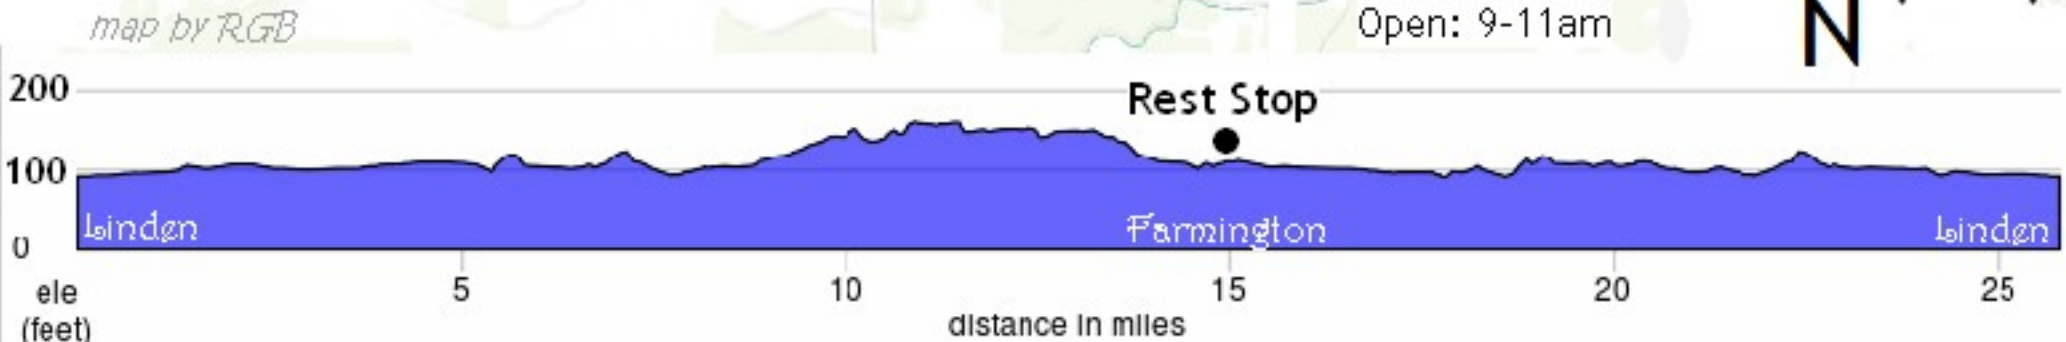 map by RGB
Open: 9-11am
N
200
Rest Stop
100
Linden Farmington Linden
0
5 10 15 20 25
ele
(feet)
distance in miles